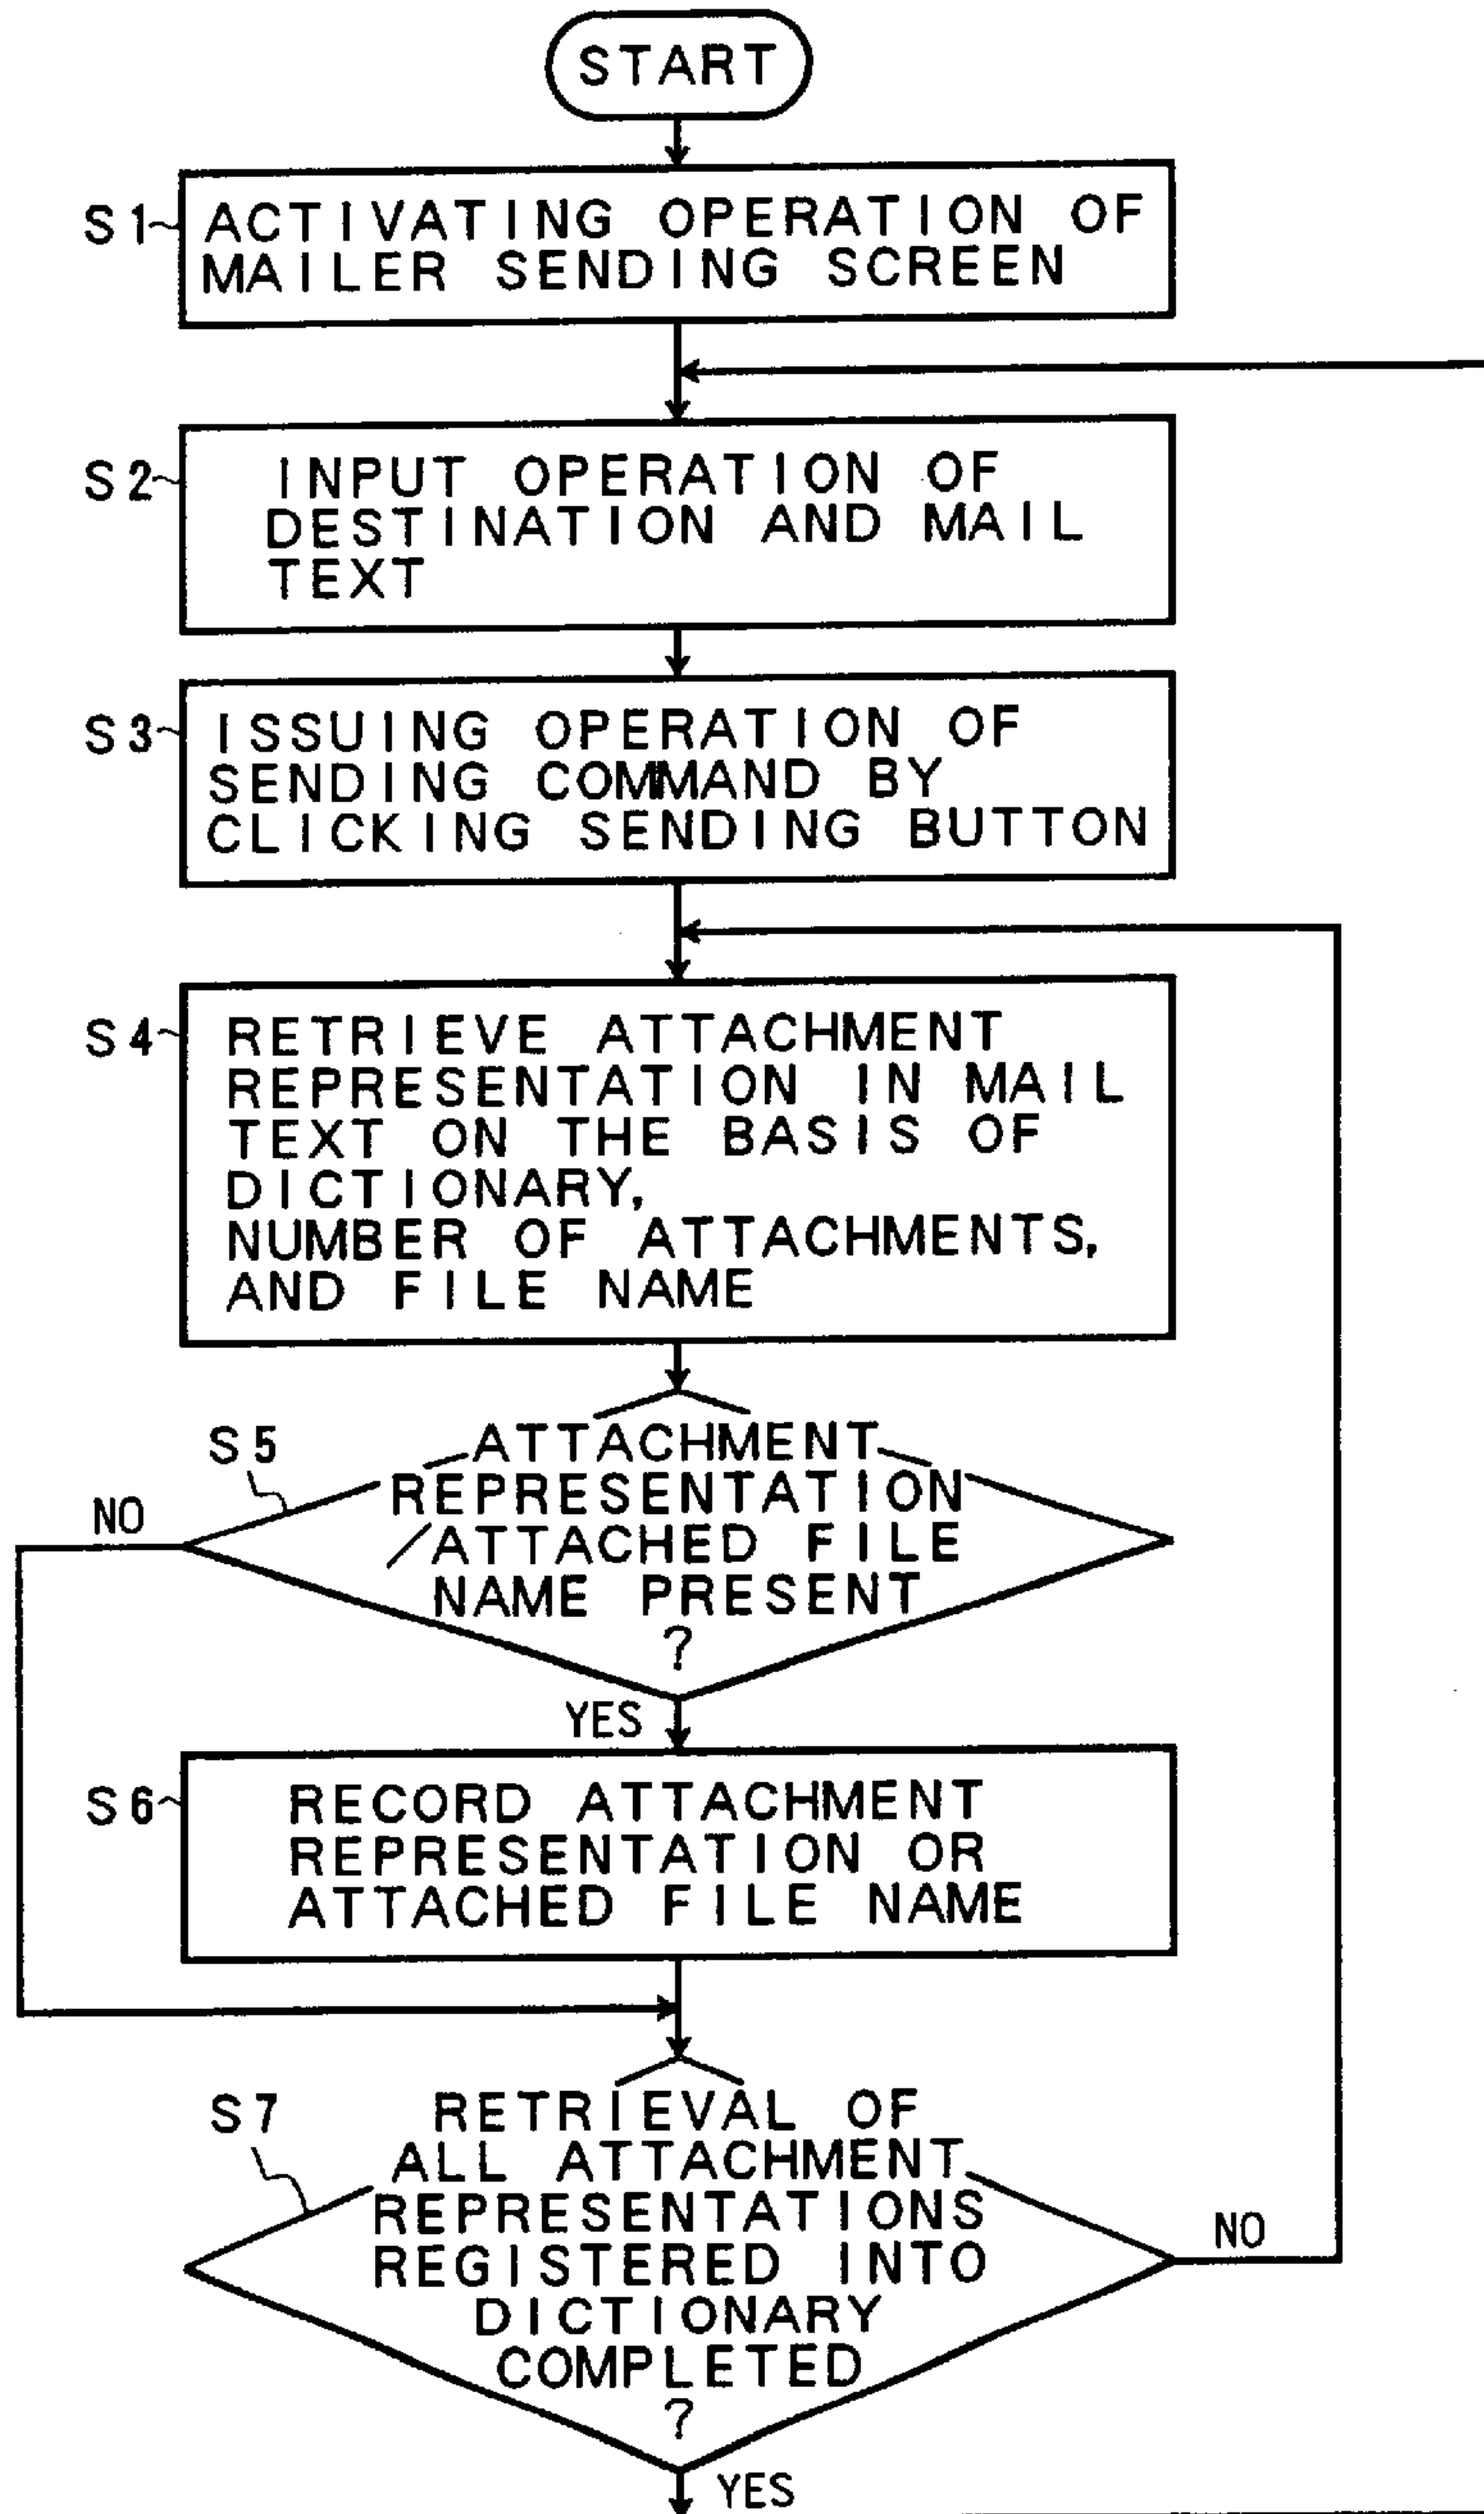 START
S1
ACTIVATING OPERATION OF
MAILER SENDING SCREEN
S2
INPUT OPERATION OF
DESTINATION AND MAIL
TEXT
S3
ISSUING OPERATION OF
SENDING COMMAND BY
CLICKING SENDING BUTTON
S4
RETRIEVE ATTACHMENT
REPRESENTATION IN MAIL
TEXT ON THE BASIS OF
DICTIONARY,
NUMBER OF ATTACHMENTS,
AND FILE NAME
S5
ATTACHMENT
REPRESENTATION
/ATTACHED FILE
NAME PRESENT
?
NO
YES
S6
RECORD ATTACHMENT
REPRESENTATION OR
ATTACHED FILE NAME
S7
RETRIEVAL OF
ALL ATTACHMENT
REPRESENTATIONS
REGISTERED INTO
DICTIONARY
COMPLETED
?
NO
YES